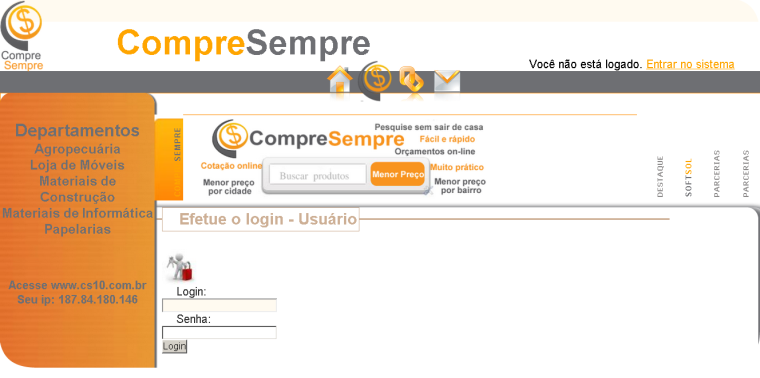 Compre
Sempre
CompreSempre
Você não está logado. Entrar no sistema
Departamentos
Agropecuária
Loja de Móveis
Materiais de
Construção
Materiais de Informática
Papelarias
Acesse www.cs10.com.br
Seu ip: 187.84.180.146
SEMPRE
CompreSempre
Pesquise sem sair de casa
Fácil e rápido
Orçamentos on-line
Cotação online
Buscar produtos
Menor Preço
Muito prático
Menor preço
por cidade
Menor preço
por bairro
DESTAQUE
SOFTSOL
PARCERIAS
PARCERIAS
Efetue o login - Usuário
Login:
Senha:
Login